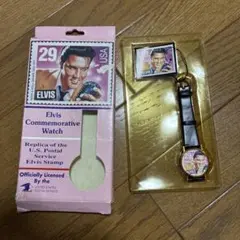 29
USA
ELVIS
Elvis
Commemorative
Watch
Replica of the
U.S. Postal
Service
Elvis Stamp
Officially Licensed
By the